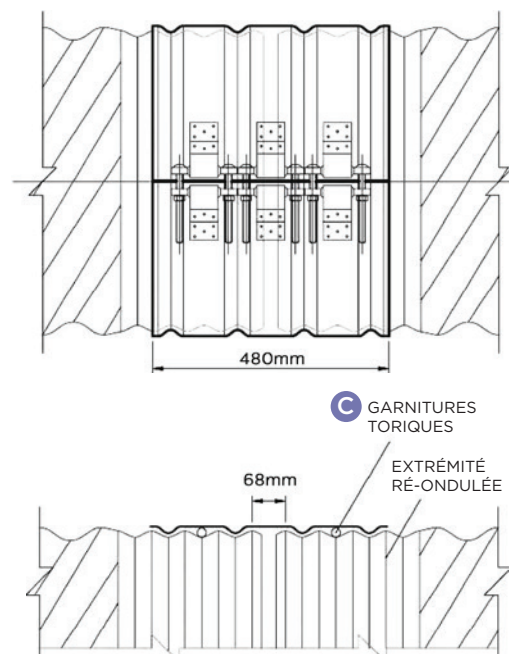 480mm
C GARNITURES
TORIQUES
68mm
EXTRÉMITÉ
RÉ-ONDULÉE